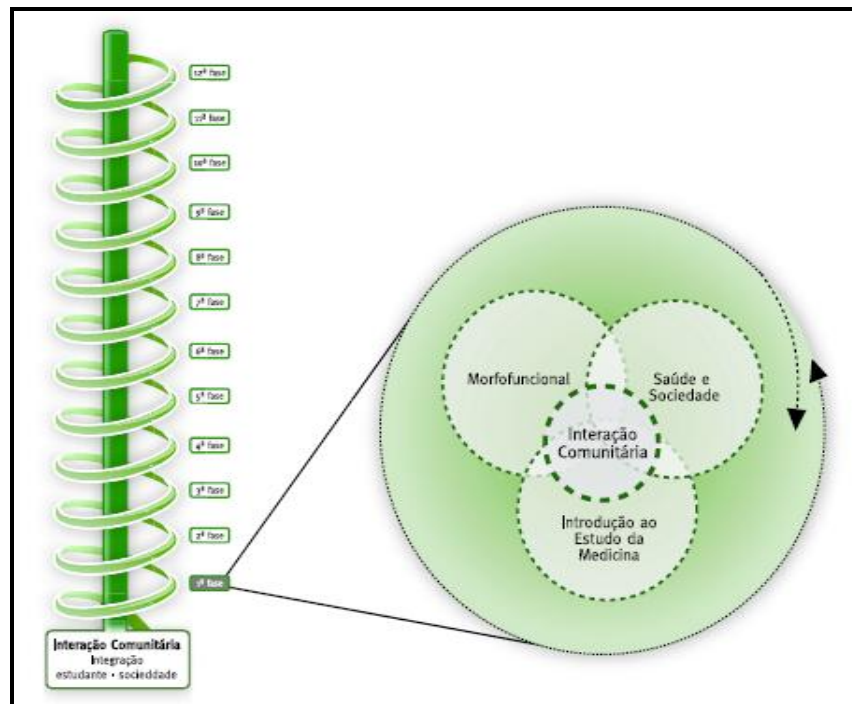 12ª fase
11ª fase
10ª fase
9ª fase
8ª fase
7ª fase
6ª fase
5ª fase
4ª fase
3ª fase
2ª fase
1ª fase
Interação Comunitária
Integração
estudante • sociedade
Morfofuncional
Saúde e
Sociedade
Interação
Comunitária
Introdução ao
Estudo da
Medicina